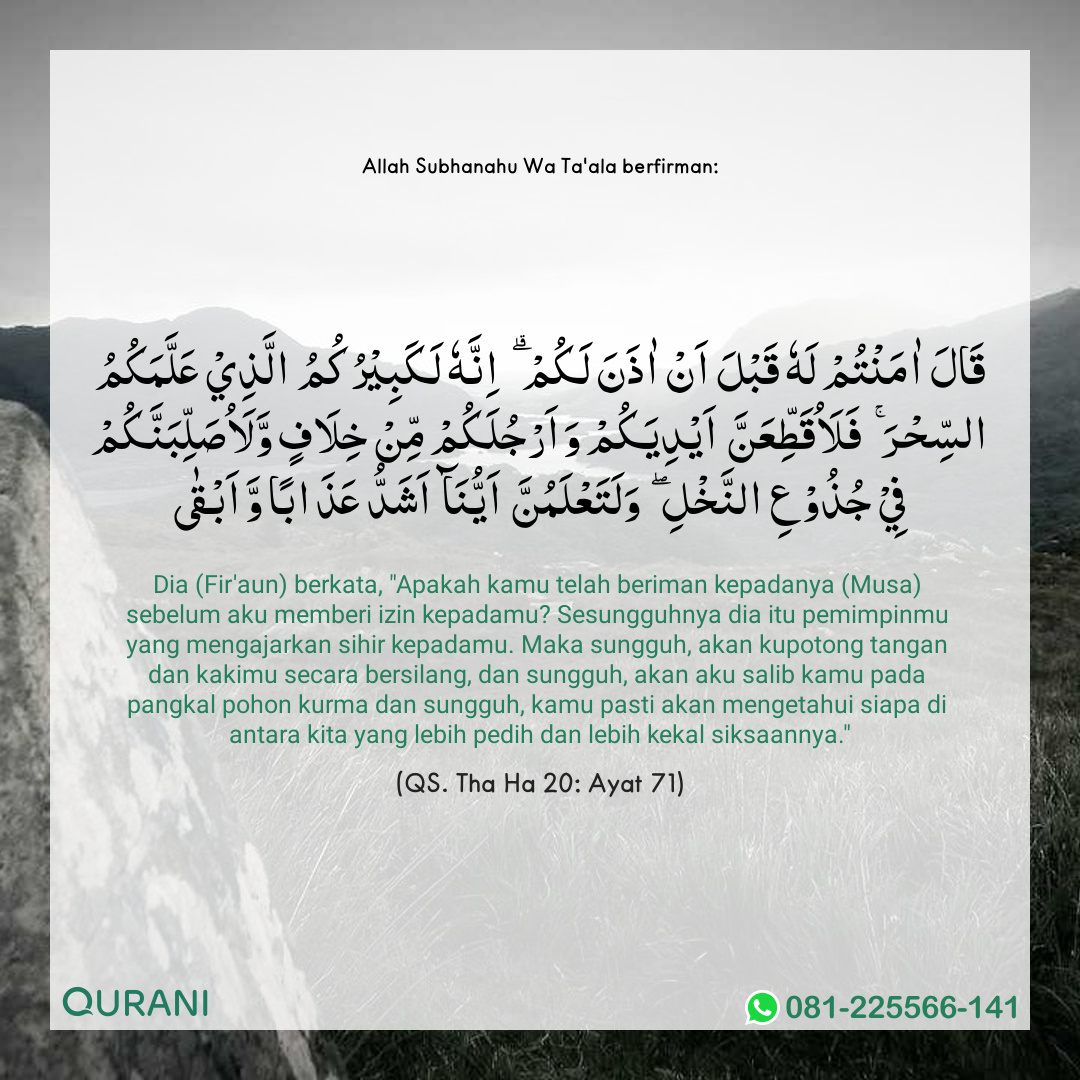 Allah Subhanahu Wa Ta'ala berfirman:
قَالَ اٰمَنْتُمْ لَهٗ قَبْلَ اَنْ اٰذَنَ لَـكُمْ ۗ اِنَّهٗ لَـكَبِيْرُكُمُ الَّذِيْ عَلَّمَكُمُ
السِّحْرَ ۚ فَلَاُقَطِّعَنَّ اَيْدِيَكُمْ وَاَرْجُلَكُمْ مِّنْ خِلَافٍ وَّلَاُصَلِّبَنَّكُمْ
فِيْ جُذُوْعِ النَّخْلِ ۖ وَلَتَعْلَمُنَّ اَيُّنَاۤ اَشَدُّ عَذَابًا وَّاَبْقٰى
Dia (Fir'aun) berkata, "Apakah kamu telah beriman kepadanya (Musa)
sebelum aku memberi izin kepadamu? Sesungguhnya dia itu pemimpinmu
yang mengajarkan sihir kepadamu. Maka sungguh, akan kupotong tangan
dan kakimu secara bersilang, dan sungguh, akan aku salib kamu pada
pangkal pohon kurma dan sungguh, kamu pasti akan mengetahui siapa di
antara kita yang lebih pedih dan lebih kekal siksaannya."
(QS. Tha Ha 20: Ayat 71)
QURANI
081-225566-141